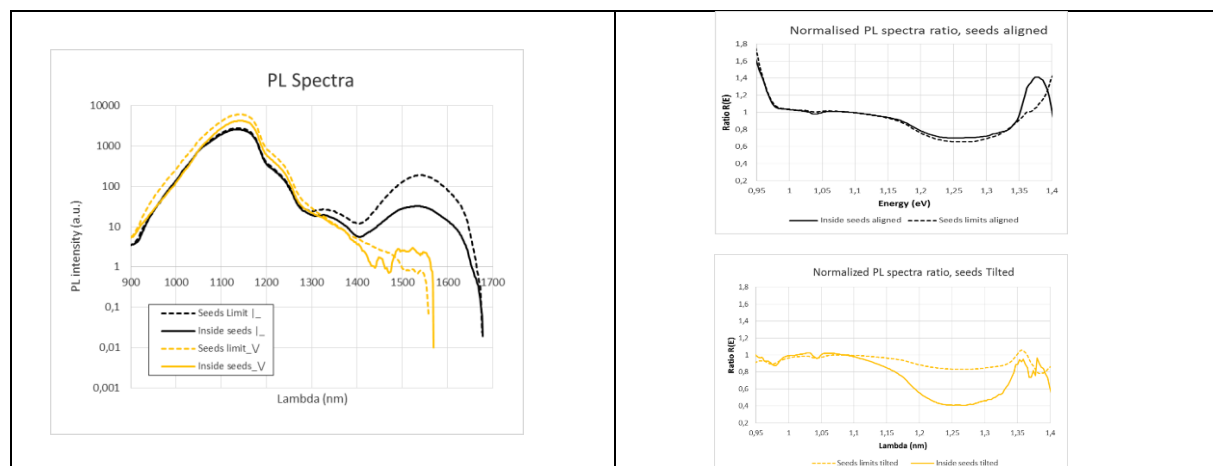 PL Spectra
PL intensity (a.u.)
10000
1000
100
10
1
0,1
0,01
0,001
900 1000 1100 1200 1300 1400 1500 1600 1700
Seeds Limit |_
Inside seeds |_
Seeds limit_\/
Inside seeds_\/
Lambda (nm)
Normalised PL spectra ratio, seeds aligned
Ratio R(E)
1,8
1,6
1,4
1,2
1
0,8
0,6
0,4
0,2
0,95 1 1,05 1,1 1,15 1,2 1,25 1,3 1,35 1,4
Energy (eV)
Inside seeds aligned Seeds limits aligned
Normalized PL spectra ratio, seeds Tilted
Ratio R(E)
1,8
1,6
1,4
1,2
1
0,8
0,6
0,4
0,2
0,95 1 1,05 1,1 1,15 1,2 1,25 1,3 1,35 1,4
Lambda (nm)
Seeds limits tilted Inside seeds tilted